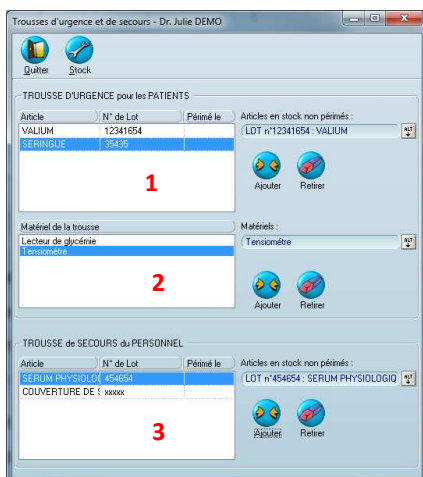 Trousses d'urgence et de secours - Dr. Julie DEMO
Quitter Stock
TROUSSE D'URGENCE pour les PATIENTS
Article N° de Lot Périmé le Articles en stock non périmés :
VALIUM 12341654 LOT n°12341654 : VALIUM ALT
SERINGUE 35435
1
Ajouter Retirer
Matériel de la trousse Matériels :
Lecteur de glycémie Tensiométre ALT
Tensiométre
2
Ajouter Retirer
TROUSSE de SECOURS du PERSONNEL
Article N° de Lot Périmé le Articles en stock non périmés :
SERUM PHYSIOLO 454654 LOT n°454654 : SERUM PHYSIOLOGIQ ALT
COUVERTURE DE xxxxx
3
Ajouter Retirer